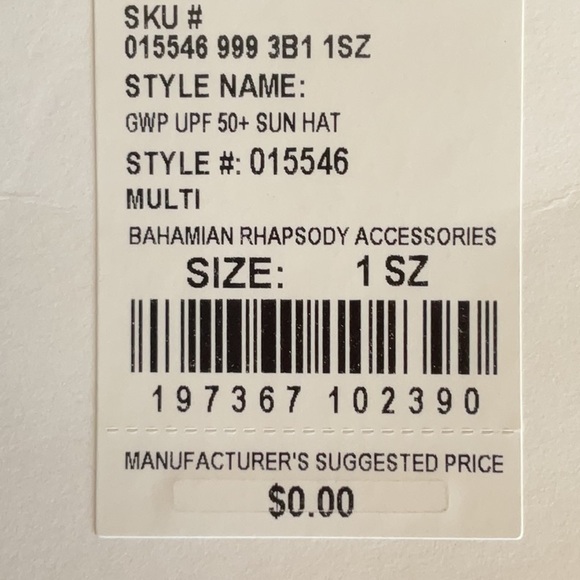 SKU #
015546 999 3B1 1SZ
STYLE NAME:
GWP UPF 50+ SUN HAT
STYLE #: 015546
MULTI
BAHAMIAN RHAPSODY ACCESSORIES
SIZE: 1 SZ
197367 102390
MANUFACTURER'S SUGGESTED PRICE
$0.00